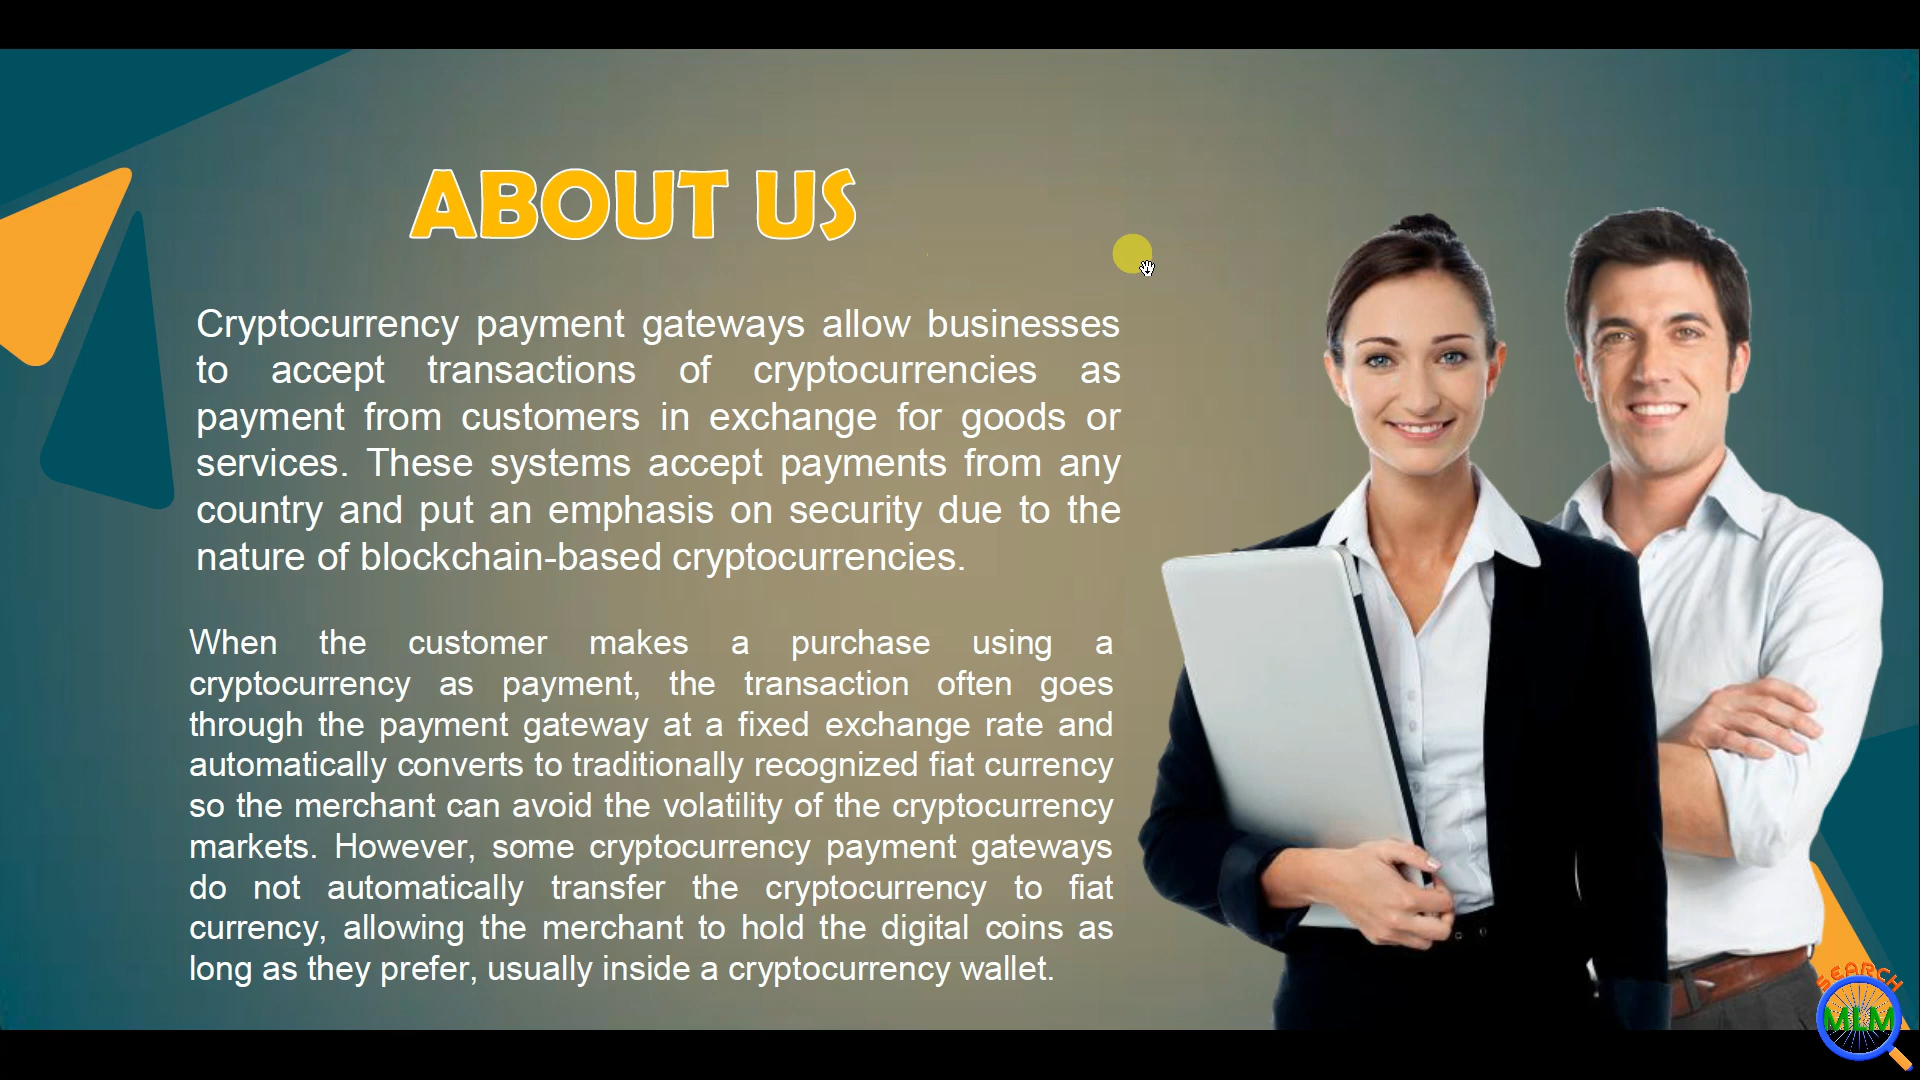 ABOUT US
Cryptocurrency payment gateways allow businesses
to accept transactions of cryptocurrencies as
payment from customers in exchange for goods or
services. These systems accept payments from any
country and put an emphasis on security due to the
nature of blockchain-based cryptocurrencies.
When the customer makes a purchase using a
cryptocurrency as payment, the transaction often goes
through the payment gateway at a fixed exchange rate and
automatically converts to traditionally recognized fiat currency
so the merchant can avoid the volatility of the cryptocurrency
markets. However, some cryptocurrency payment gateways
do not automatically transfer the cryptocurrency to fiat
currency, allowing the merchant to hold the digital coins as
long as they prefer, usually inside a cryptocurrency wallet.
SEARCH
MLM